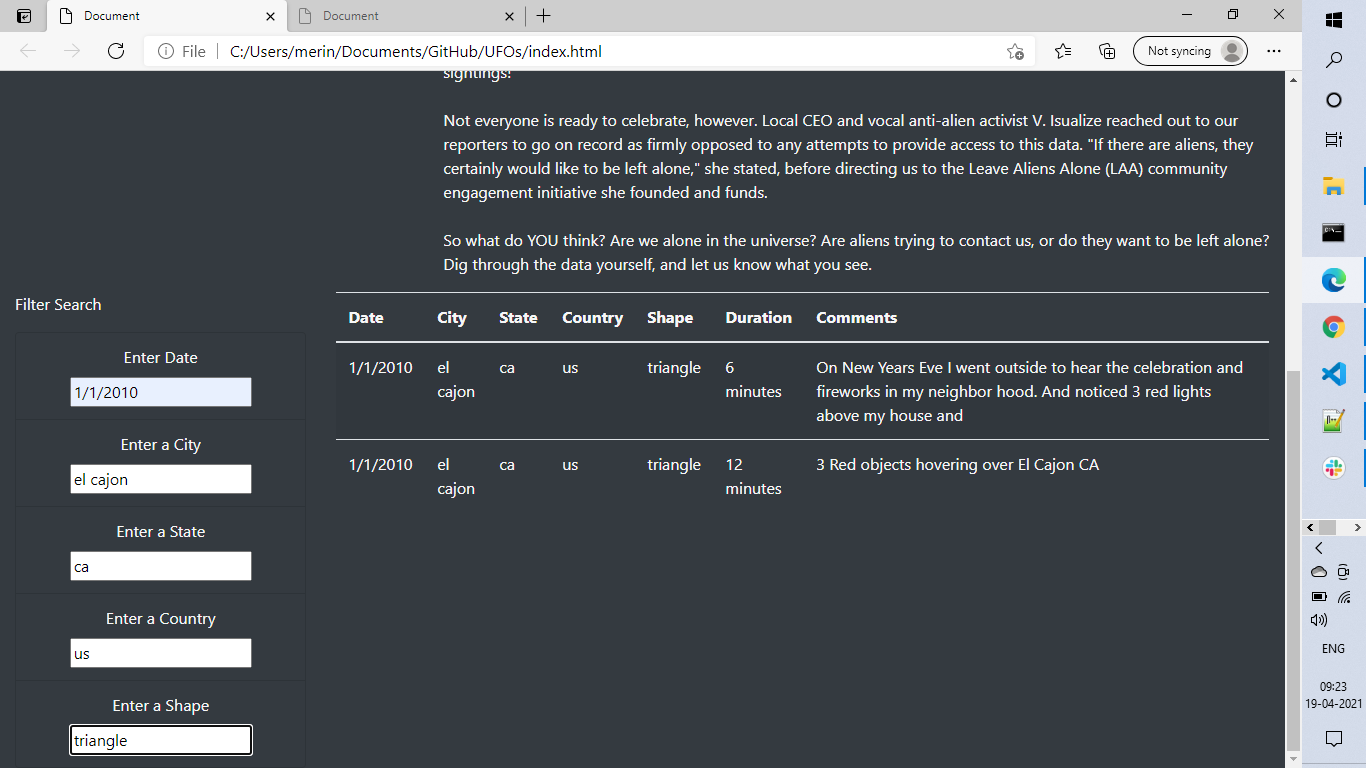 Document
Document
File
C:/Users/merin/Documents/GitHub/UFOs/index.html
Not syncing
sightings!
Not everyone is ready to celebrate, however. Local CEO and vocal anti-alien activist V. Isualize reached out to our
reporters to go on record as firmly opposed to any attempts to provide access to this data. "If there are aliens, they
certainly would like to be left alone," she stated, before directing us to the Leave Aliens Alone (LAA) community
engagement initiative she founded and funds.
So what do YOU think? Are we alone in the universe? Are aliens trying to contact us, or do they want to be left alone?
Dig through the data yourself, and let us know what you see.
Filter Search
Enter Date
1/1/2010
Enter a City
el cajon
Enter a State
ca
Enter a Country
us
Enter a Shape
triangle
Date City State Country Shape Duration Comments
1/1/2010 el ca us triangle 6 On New Years Eve I went outside to hear the celebration and
cajon minutes fireworks in my neighbor hood. And noticed 3 red lights
above my house and
1/1/2010 el ca us triangle 12 3 Red objects hovering over El Cajon CA
cajon minutes
ENG
09:23
19-04-2021